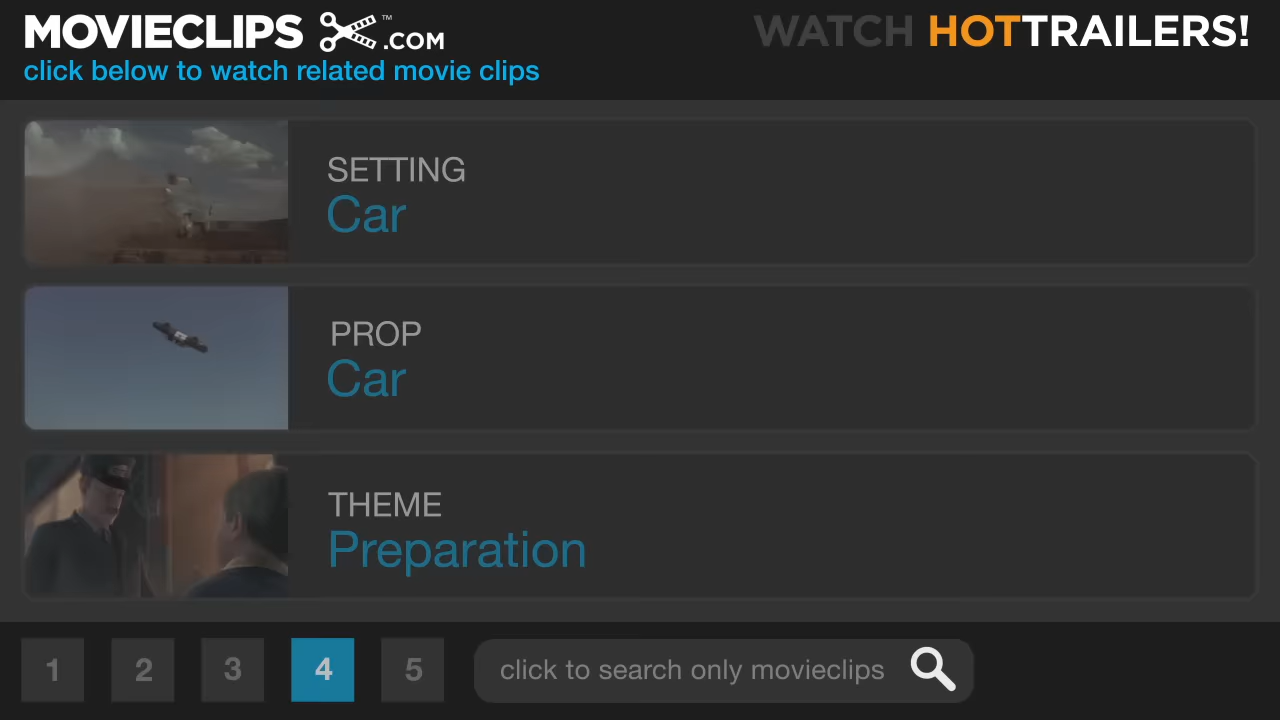 MOVIECLIPS ™ .COM
WATCH HOTTRAILERS!
click below to watch related movie clips
SETTING
Car
PROP
Car
THEME
Preparation
1 2 3 4 5
click to search only movieclips